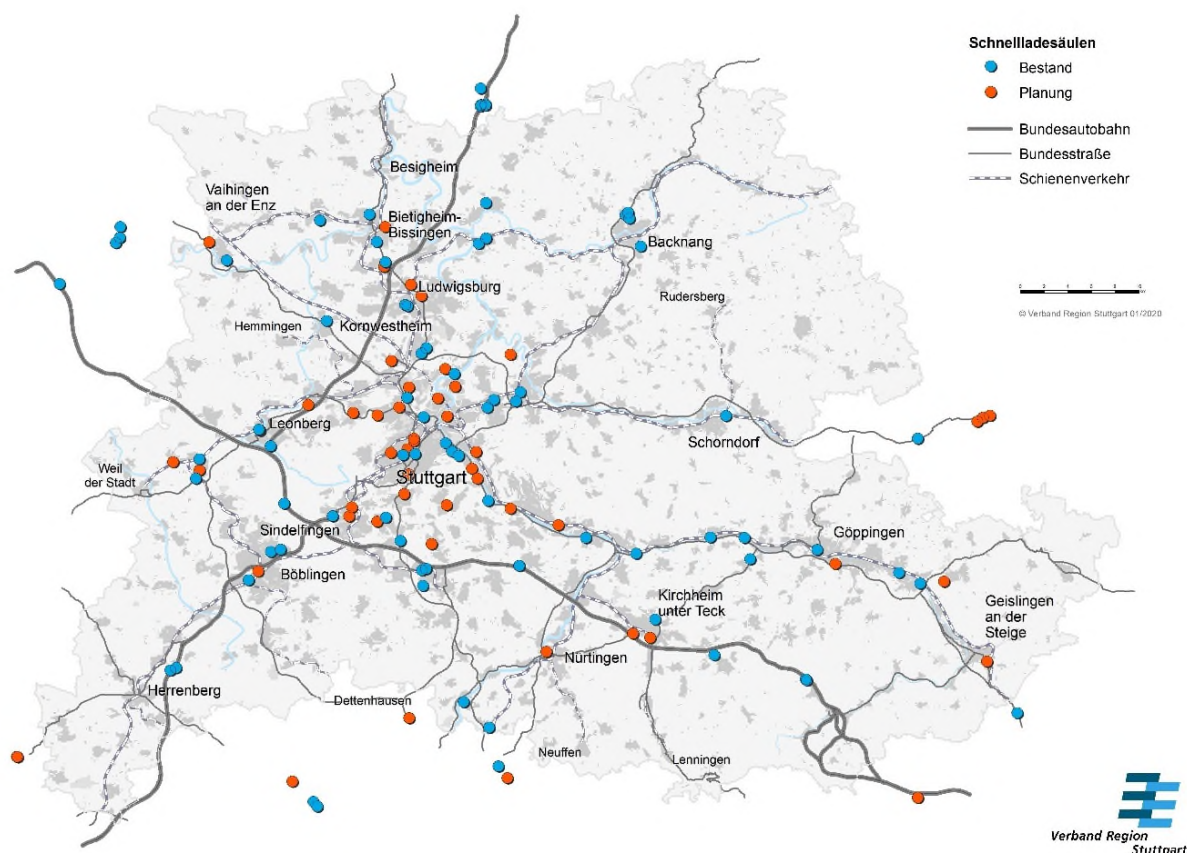 Schnellladesäulen
Bestand
Planung
Bundesautobahn
Bundesstraße
Schienenverkehr
© Verband Region Stuttgart 01/2020
Besigheim
Vaihingen
an der Enz
Bietigheim-
Bissingen
Backnang
Ludwigsburg
Rudersberg
Hemmingen
Kornwestheim
Leonberg
Schorndorf
Weil
der Stadt
Stuttgart
Sindelfingen
Göppingen
Böblingen
Kirchheim
unter Teck
Geislingen
an der
Steige
Nürtingen
Herrenberg
Dettenhausen
Neuffen
Lenningen
Verband Region
Stuttgart